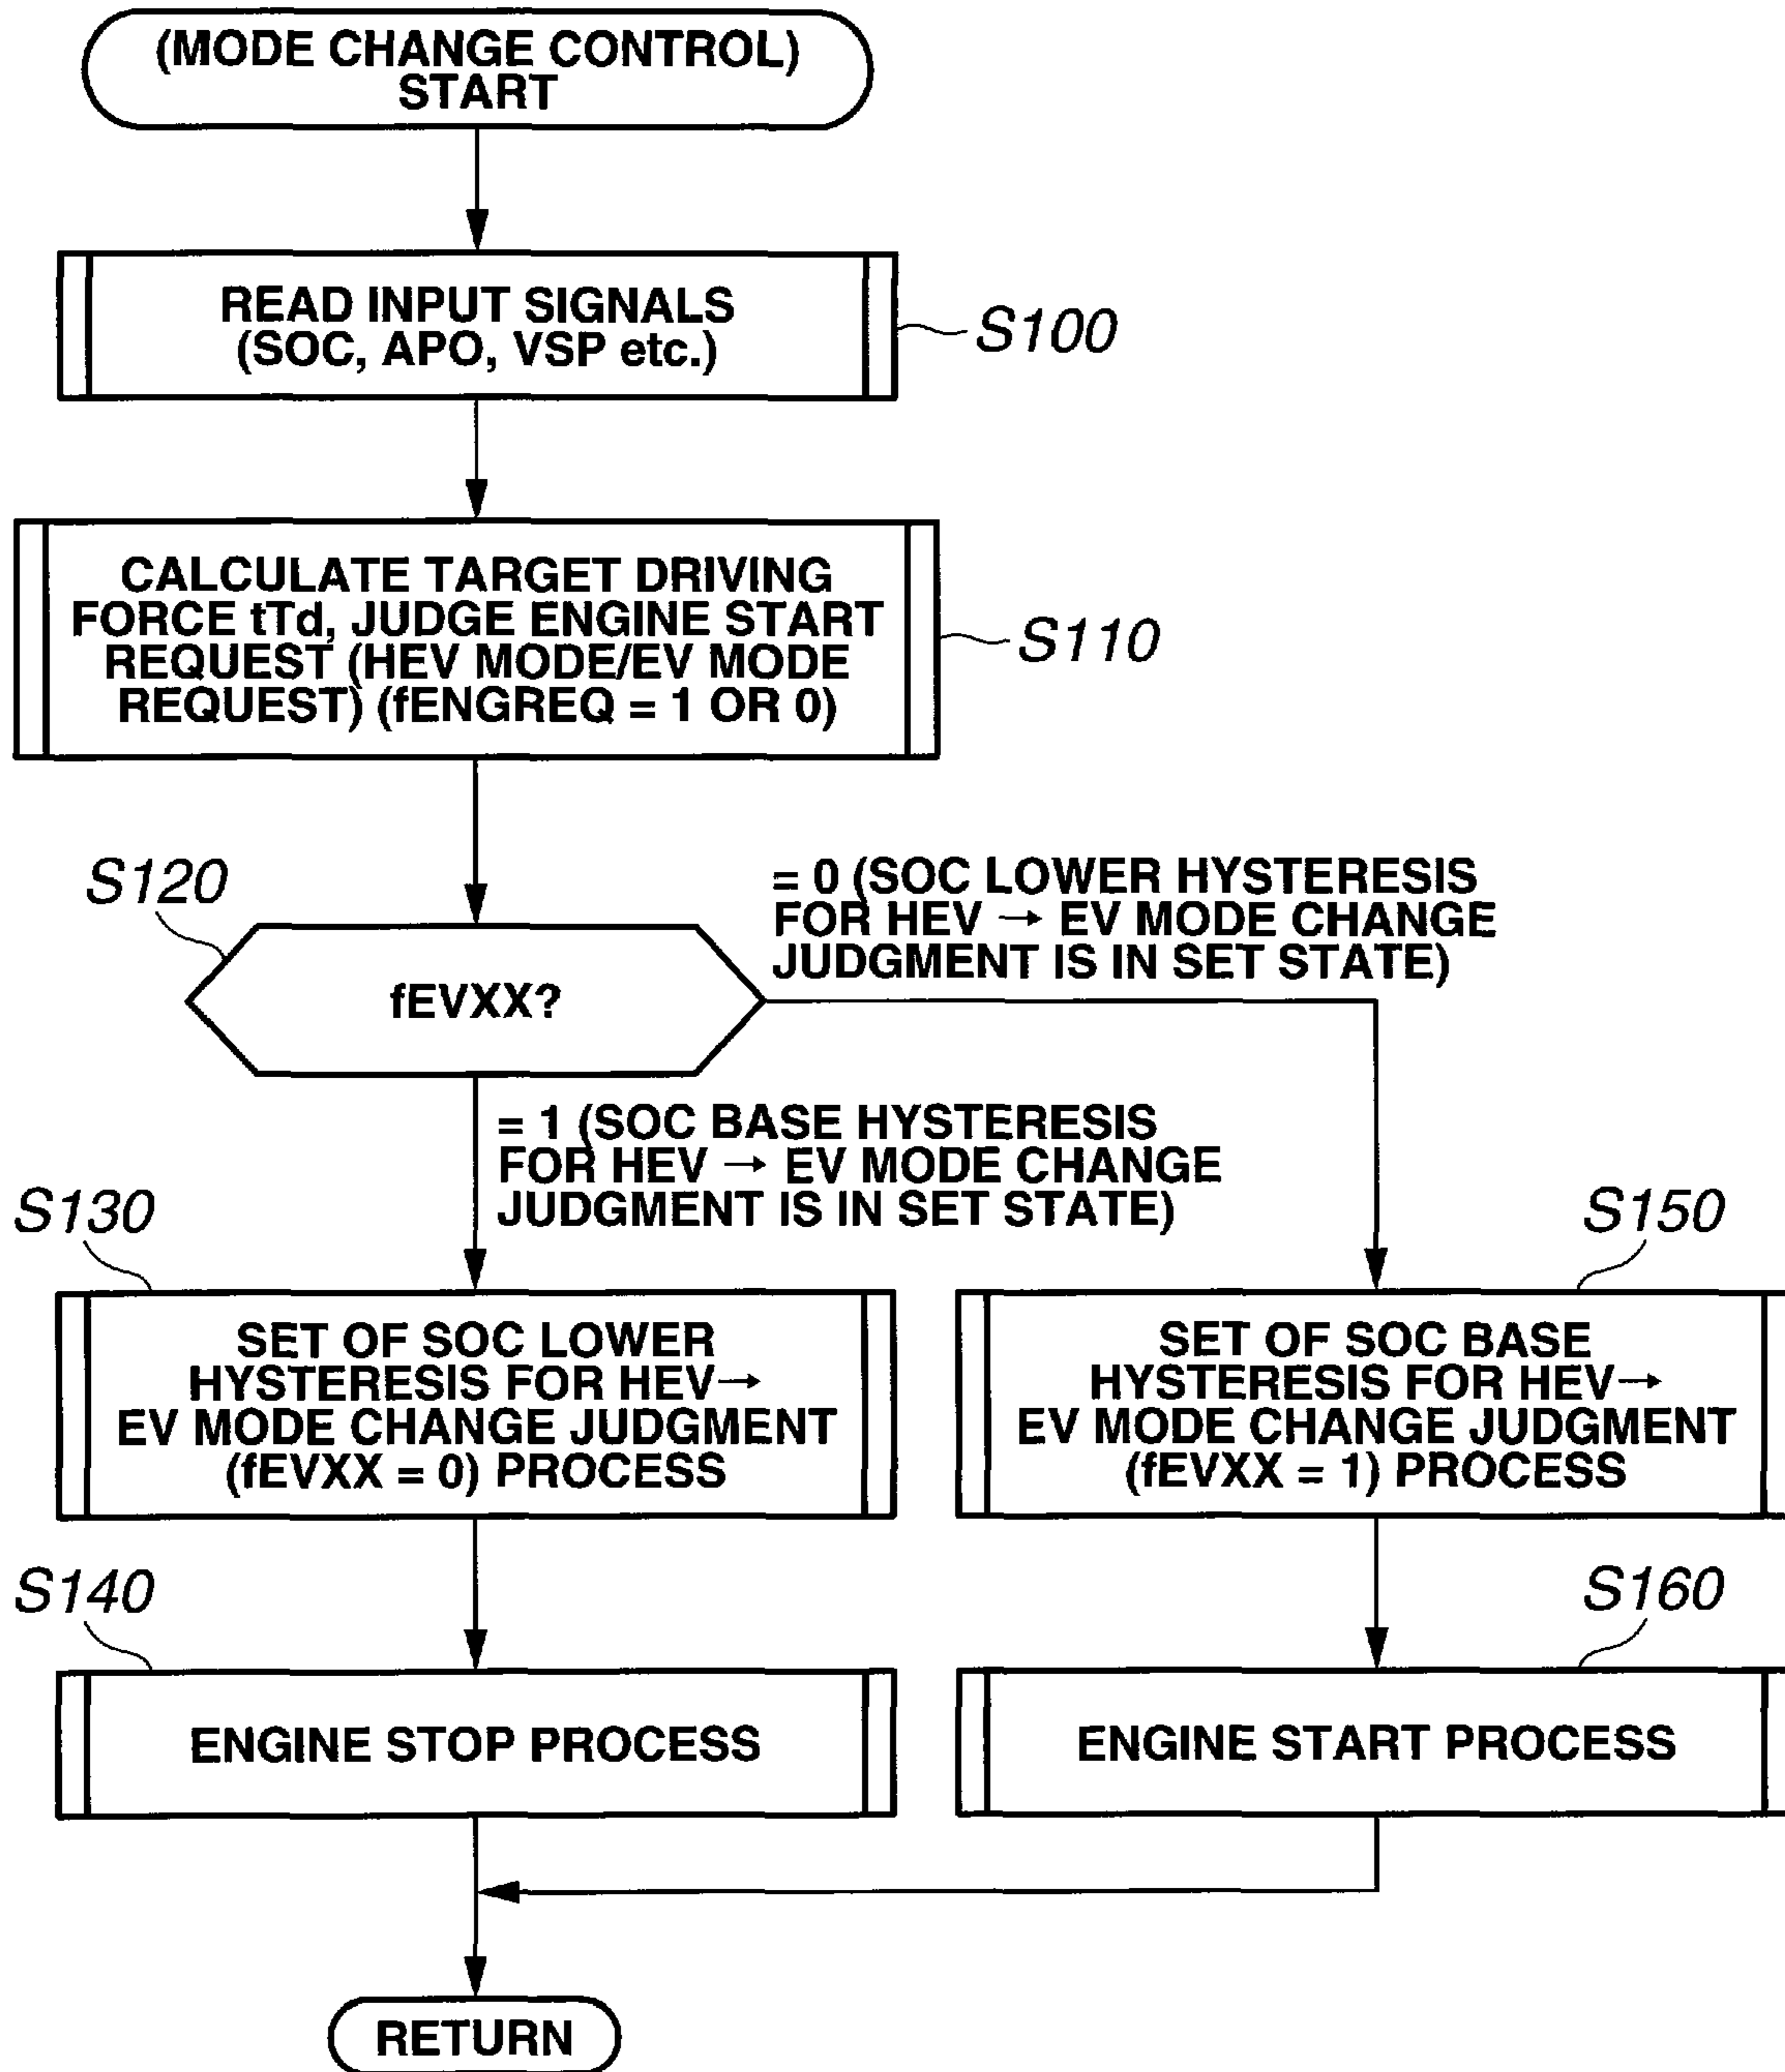 (MODE CHANGE CONTROL)
START
READ INPUT SIGNALS
(SOC, APO, VSP etc.)
S100
CALCULATE TARGET DRIVING
FORCE tTd, JUDGE ENGINE START
REQUEST (HEV MODE/EV MODE
REQUEST) (fENGREQ = 1 OR 0)
S110
S120
fEVXX?
= 0 (SOC LOWER HYSTERESIS
FOR HEV → EV MODE CHANGE
JUDGMENT IS IN SET STATE)
= 1 (SOC BASE HYSTERESIS
FOR HEV → EV MODE CHANGE
JUDGMENT IS IN SET STATE)
S130
SET OF SOC LOWER
HYSTERESIS FOR HEV→
EV MODE CHANGE JUDGMENT
(fEVXX = 0) PROCESS
S150
SET OF SOC BASE
HYSTERESIS FOR HEV→
EV MODE CHANGE JUDGMENT
(fEVXX = 1) PROCESS
S140
ENGINE STOP PROCESS
S160
ENGINE START PROCESS
RETURN